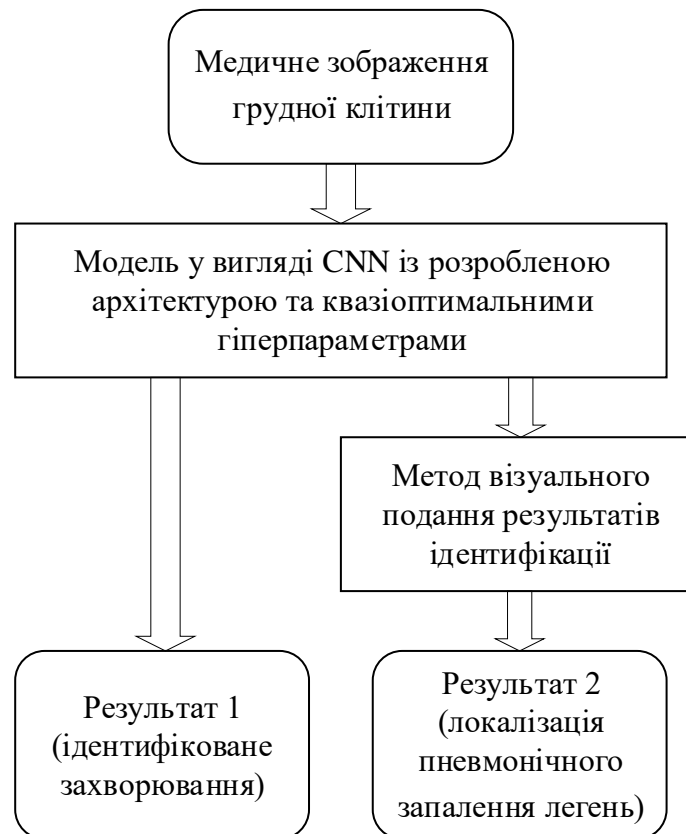 Медичне зображення
грудної клітини
Модель у вигляді CNN із розробленою
архітектурою та квазіоптимальними
гіперпараметрами
Метод візуального
подання результатів
ідентифікації
Результат 1
(ідентифіковане
захворювання)
Результат 2
(локалізація
пневмонічного
запалення легень)